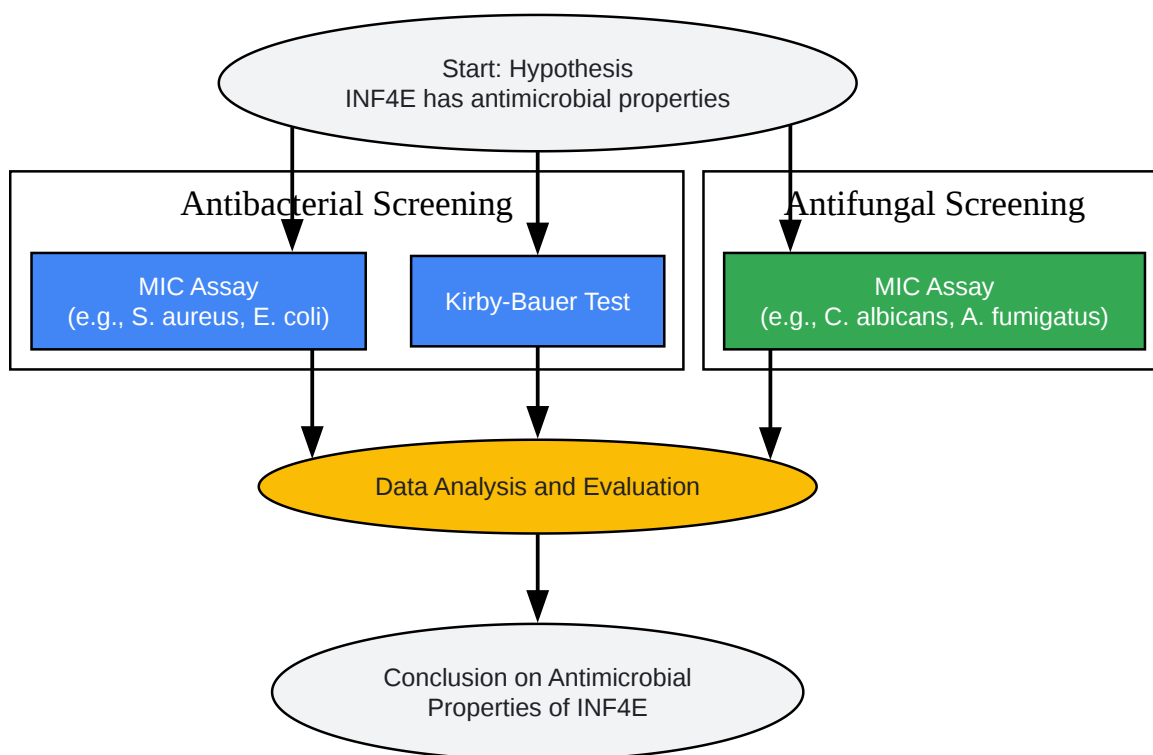 Start: Hypothesis
INF4E has antimicrobial properties
Antibacterial Screening
Antifungal Screening
MIC Assay
(e.g., S. aureus, E. coli)
Kirby-Bauer Test
MIC Assay
(e.g., C. albicans, A. fumigatus)
Data Analysis and Evaluation
Conclusion on Antimicrobial
Properties of INF4E